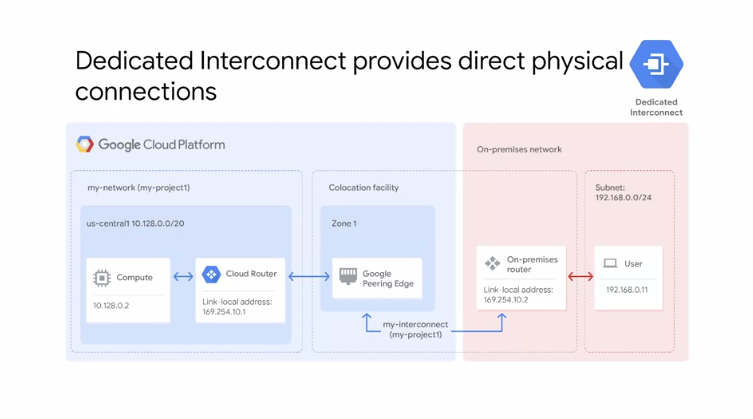 Dedicated Interconnect provides direct physical
connections
Dedicated
Interconnect
Google Cloud Platform
On-premises network
my-network (my-project1)
Colocation facility
Subnet:
192.168.0.0/24
us-central1 10.128.0.0/20
Zone 1
Compute
10.128.0.2
Cloud Router
Link-local address:
169.254.10.1
Google
Peering Edge
On-premises
router
Link-local address:
169.254.10.2
User
192.168.0.11
my-interconnect
(my-project1)